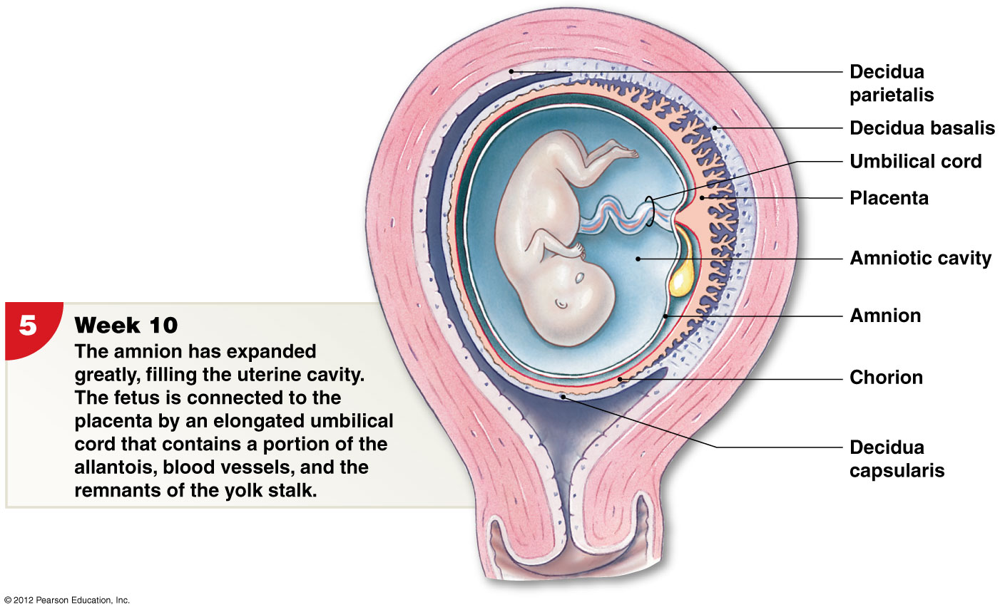 Decidua
parietalis
Decidua basalis
Umbilical cord
Placenta
Amniotic cavity
Amnion
Chorion
Decidua
capsularis
5
Week 10
The amnion has expanded
greatly, filling the uterine cavity.
The fetus is connected to the
placenta by an elongated umbilical
cord that contains a portion of the
allantois, blood vessels, and the
remnants of the yolk stalk.
© 2012 Pearson Education, Inc.